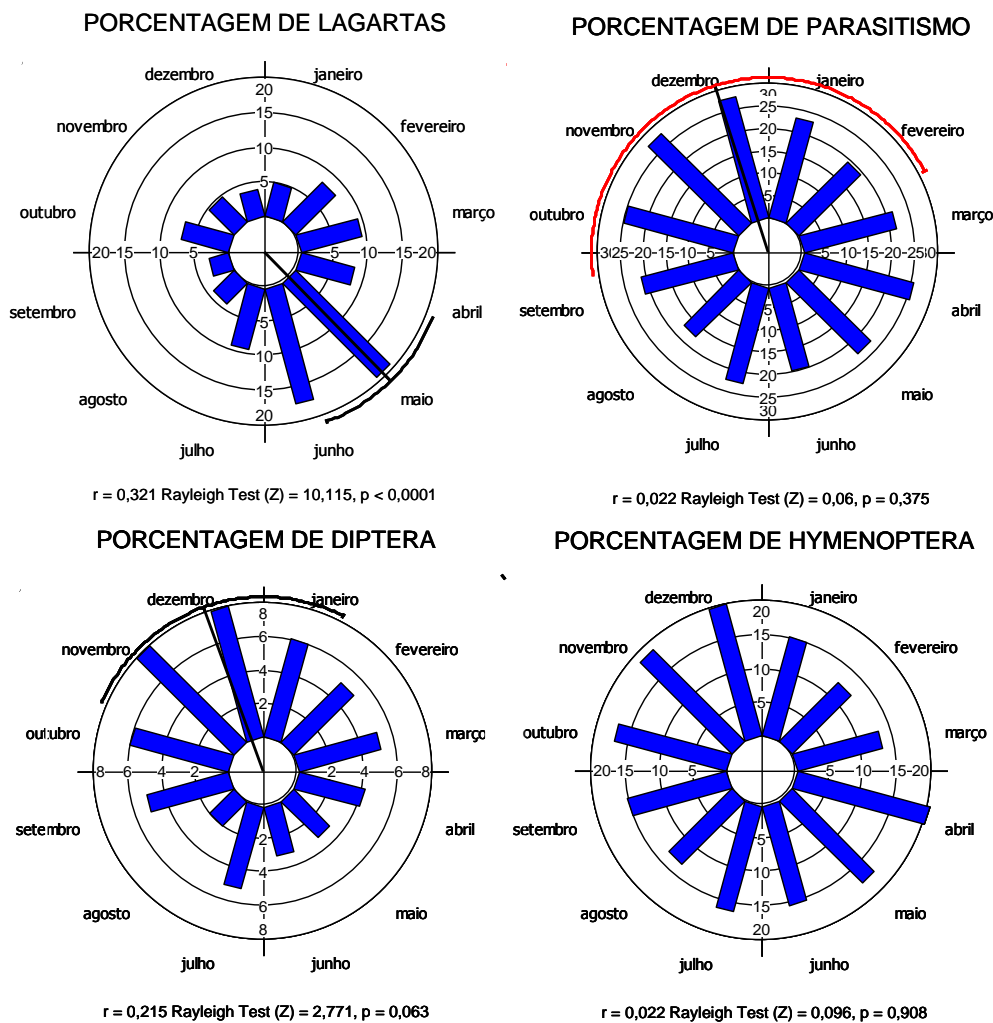 PORCENTAGEM DE LAGARTAS
dezembro janeiro
novembro fevereiro
outubro março
setembro abril
agosto maio
julho junho
20
15
10
5
20 15 10 5 5 10 15 20
5
10
15
20
r = 0,321 Rayleigh Test (Z) = 10,115, p < 0,0001
PORCENTAGEM DE PARASITISMO
dezembro janeiro
novembro fevereiro
outubro março
setembro abril
agosto maio
julho junho
30
25
20
15
10
5
30 25 20 15 10 5 5 10 15 20 25 30
5
10
15
20
25
30
r = 0,022 Rayleigh Test (Z) = 0,06, p = 0,375
PORCENTAGEM DE DIPTERA
dezembro janeiro
novembro fevereiro
outubro março
setembro abril
agosto maio
julho junho
8
6
4
2
8 6 4 2 2 4 6 8
2
4
6
8
r = 0,215 Rayleigh Test (Z) = 2,771, p = 0,063
PORCENTAGEM DE HYMENOPTERA
dezembro janeiro
novembro fevereiro
outubro março
setembro abril
agosto maio
julho junho
20
15
10
5
20 15 10 5 5 10 15 20
5
10
15
20
r = 0,022 Rayleigh Test (Z) = 0,096, p = 0,908